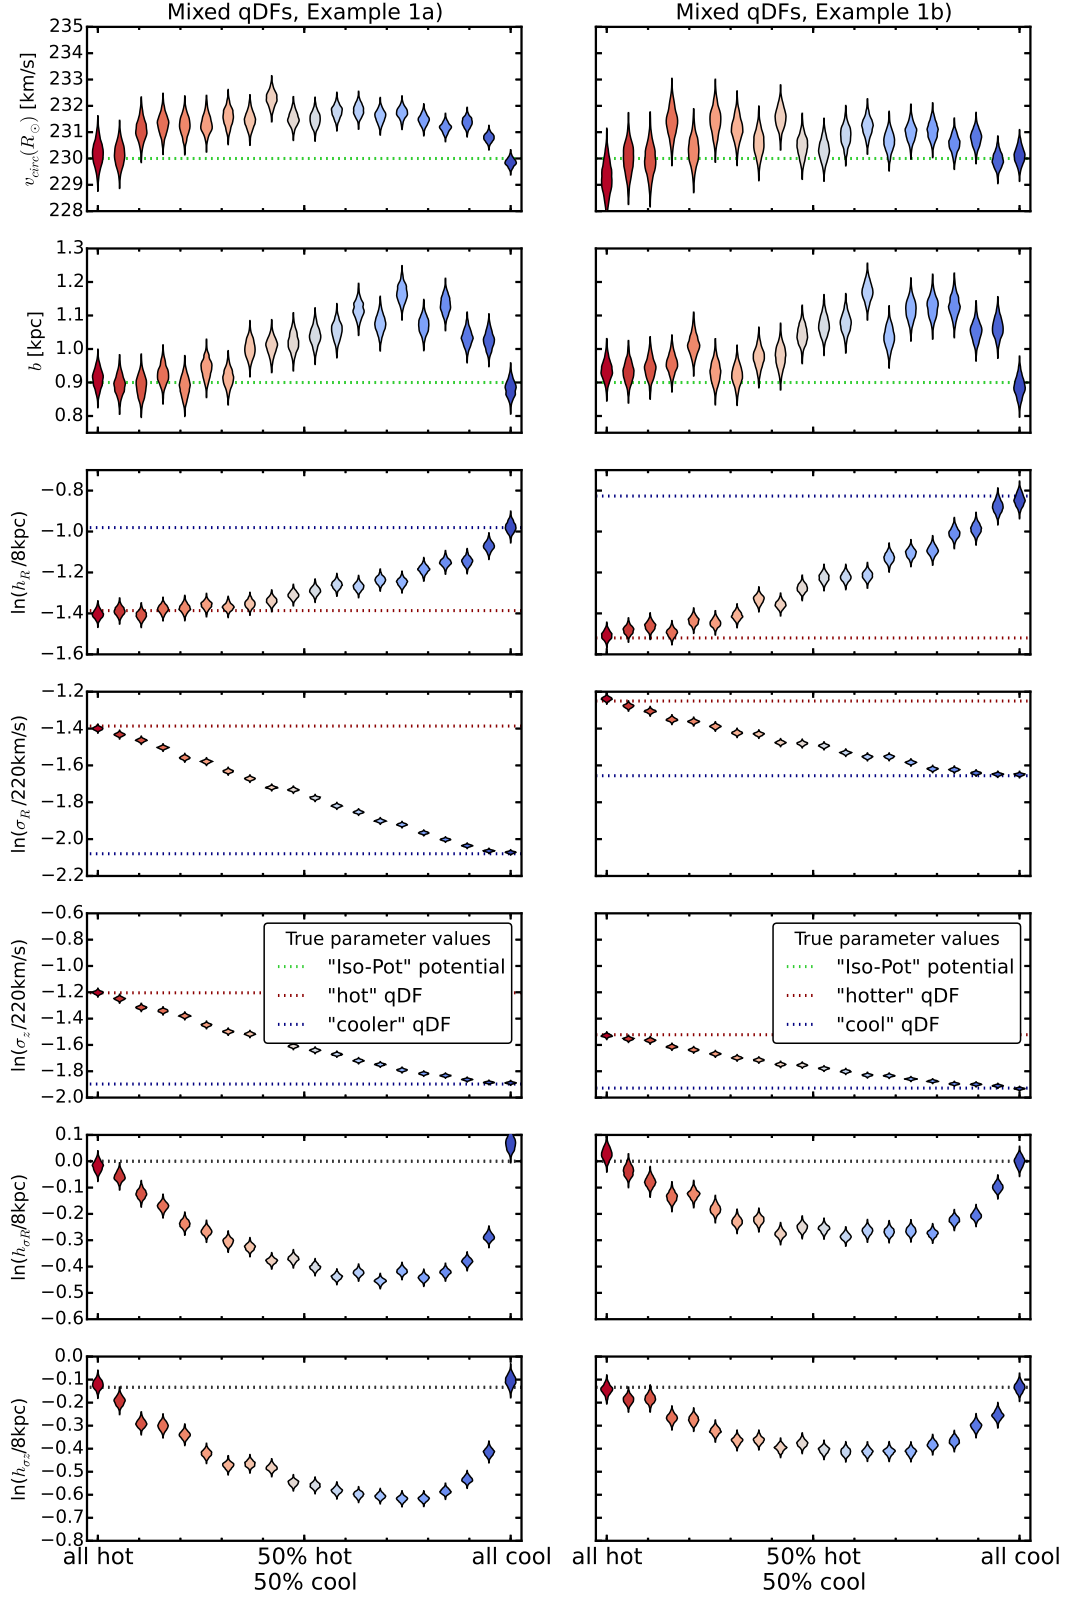 Mixed qDFs, Example 1a)
Mixed qDFs, Example 1b)
235
234
233
232
231
230
229
228
v_circ(R_⊙) [km/s]
1.3
1.2
1.1
1.0
0.9
0.8
b [kpc]
−0.8
−1.0
−1.2
−1.4
−1.6
ln(h_R/8kpc)
−1.2
−1.4
−1.6
−1.8
−2.0
−2.2
ln(σ_R/220km/s)
−0.6
−0.8
−1.0
−1.2
−1.4
−1.6
−1.8
−2.0
ln(σ_z/220km/s)
True parameter values
"Iso-Pot" potential
"hot" qDF
"cooler" qDF
True parameter values
"Iso-Pot" potential
"hotter" qDF
"cool" qDF
0.1
0.0
−0.1
−0.2
−0.3
−0.4
−0.5
−0.6
ln(h_σR/8kpc)
0.0
−0.1
−0.2
−0.3
−0.4
−0.5
−0.6
−0.7
−0.8
ln(h_σz/8kpc)
all hot
50% hot
50% cool
all cool
all hot
50% hot
50% cool
all cool